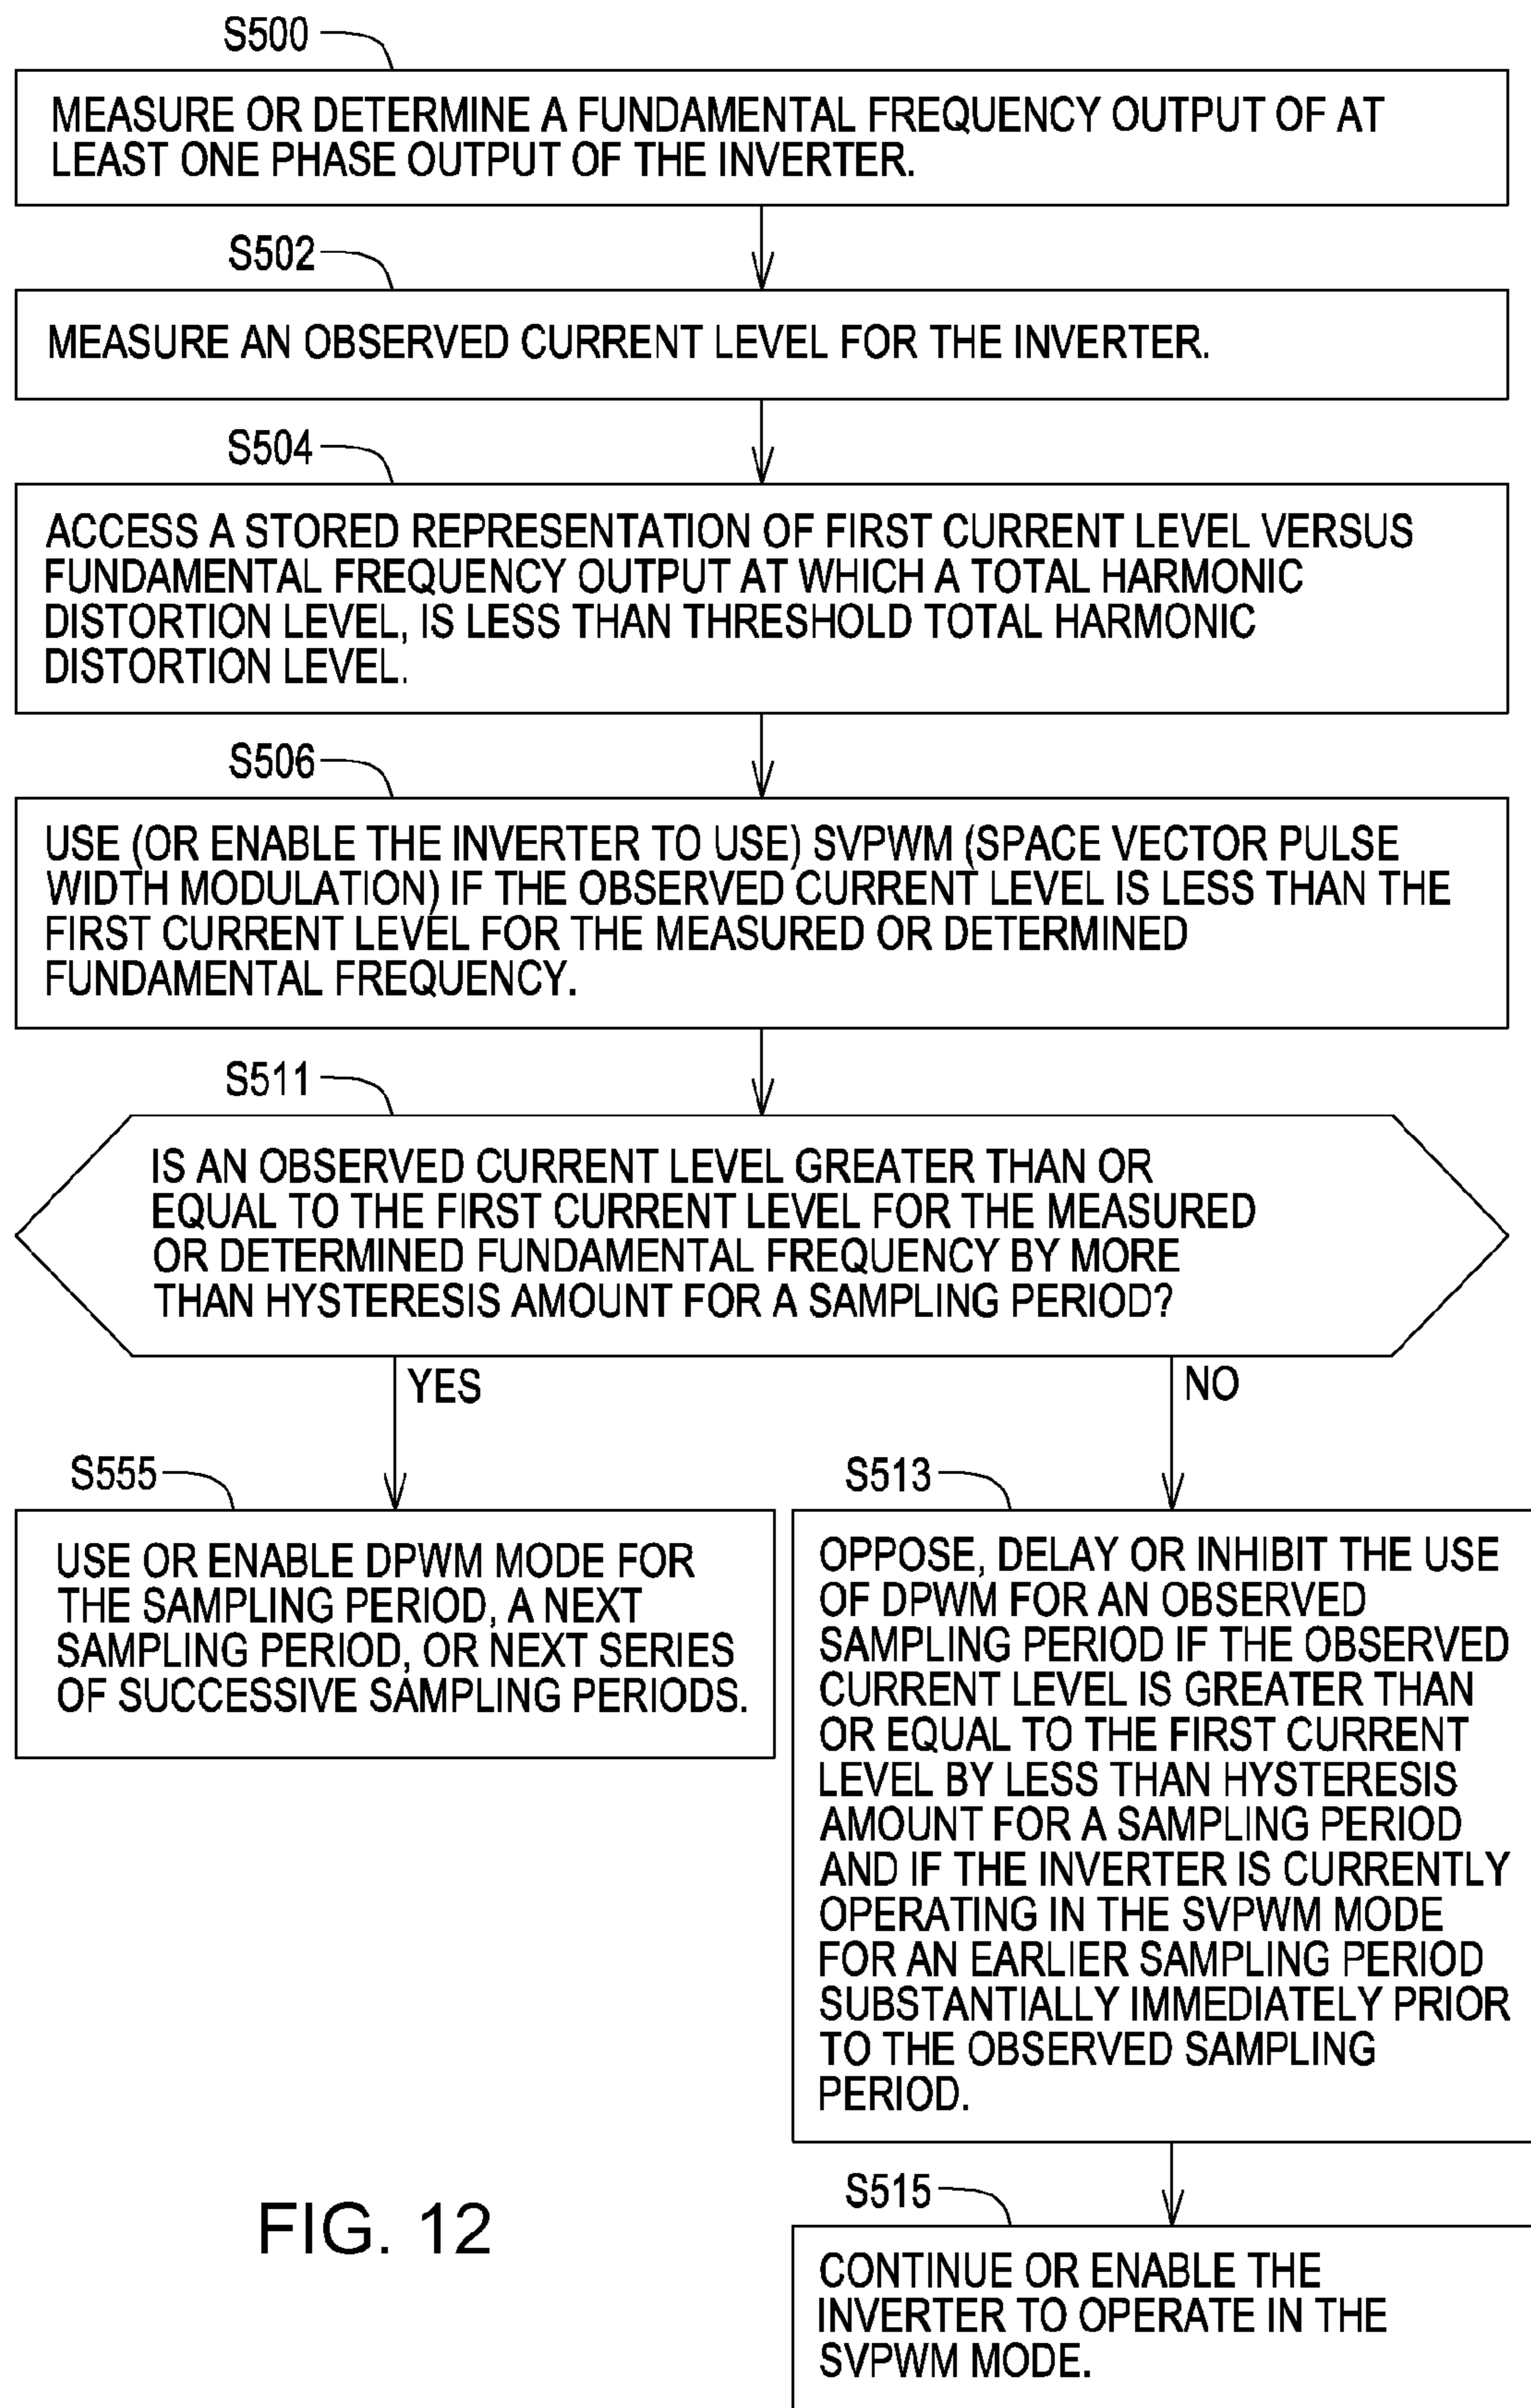 S500
MEASURE OR DETERMINE A FUNDAMENTAL FREQUENCY OUTPUT OF AT
LEAST ONE PHASE OUTPUT OF THE INVERTER.
S502
MEASURE AN OBSERVED CURRENT LEVEL FOR THE INVERTER.
S504
ACCESS A STORED REPRESENTATION OF FIRST CURRENT LEVEL VERSUS
FUNDAMENTAL FREQUENCY OUTPUT AT WHICH A TOTAL HARMONIC
DISTORTION LEVEL, IS LESS THAN THRESHOLD TOTAL HARMONIC
DISTORTION LEVEL.
S506
USE (OR ENABLE THE INVERTER TO USE) SVPWM (SPACE VECTOR PULSE
WIDTH MODULATION) IF THE OBSERVED CURRENT LEVEL IS LESS THAN THE
FIRST CURRENT LEVEL FOR THE MEASURED OR DETERMINED
FUNDAMENTAL FREQUENCY.
S511
IS AN OBSERVED CURRENT LEVEL GREATER THAN OR
EQUAL TO THE FIRST CURRENT LEVEL FOR THE MEASURED
OR DETERMINED FUNDAMENTAL FREQUENCY BY MORE
THAN HYSTERESIS AMOUNT FOR A SAMPLING PERIOD?
YES
NO
S555
USE OR ENABLE DPWM MODE FOR
THE SAMPLING PERIOD, A NEXT
SAMPLING PERIOD, OR NEXT SERIES
OF SUCCESSIVE SAMPLING PERIODS.
S513
OPPOSE, DELAY OR INHIBIT THE USE
OF DPWM FOR AN OBSERVED
SAMPLING PERIOD IF THE OBSERVED
CURRENT LEVEL IS GREATER THAN
OR EQUAL TO THE FIRST CURRENT
LEVEL BY LESS THAN HYSTERESIS
AMOUNT FOR A SAMPLING PERIOD
AND IF THE INVERTER IS CURRENTLY
OPERATING IN THE SVPWM MODE
FOR AN EARLIER SAMPLING PERIOD
SUBSTANTIALLY IMMEDIATELY PRIOR
TO THE OBSERVED SAMPLING
PERIOD.
S515
CONTINUE OR ENABLE THE
INVERTER TO OPERATE IN THE
SVPWM MODE.
FIG. 12